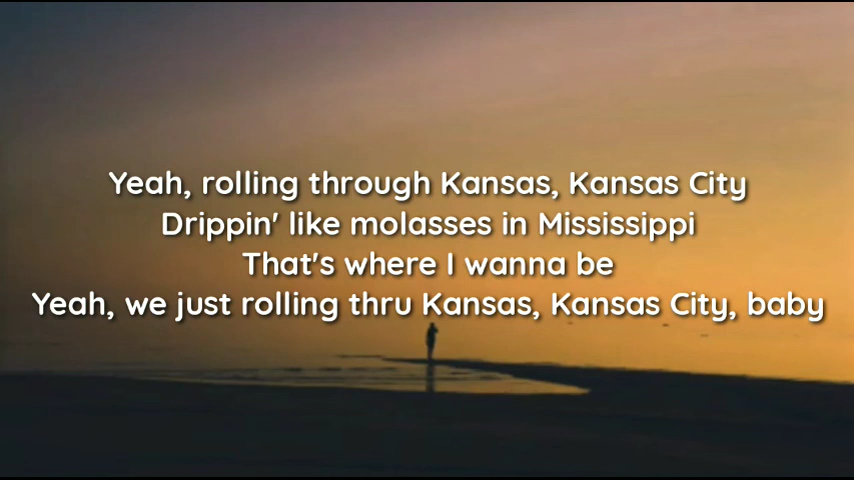 Yeah, rolling through Kansas, Kansas City
Drippin' like molasses in Mississippi
That's where I wanna be
Yeah, we just rolling thru Kansas, Kansas City, baby